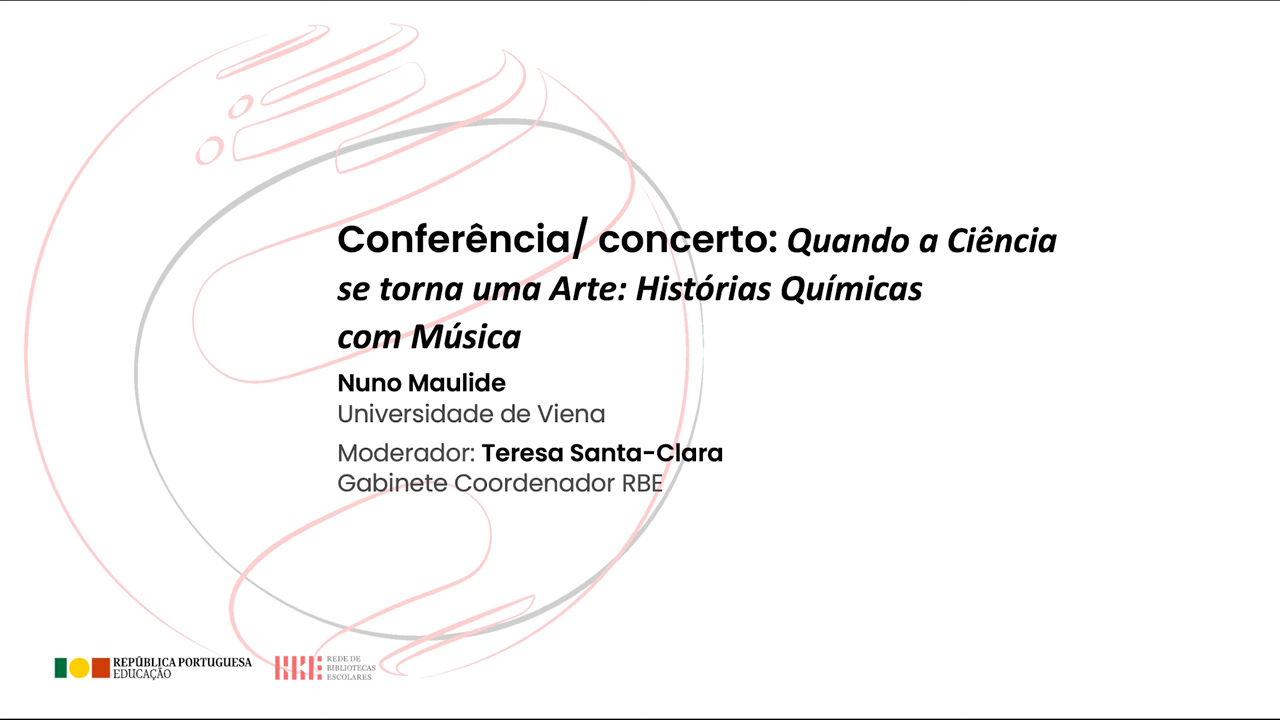 Conferência/ concerto: Quando a Ciência
se torna uma Arte: Histórias Químicas
com Música
Nuno Maulide
Universidade de Viena
Moderador: Teresa Santa-Clara
Gabinete Coordenador RBE
REPÚBLICA PORTUGUESA
EDUCAÇÃO
RBE
REDE DE
BIBLIOTECAS
ESCOLARES